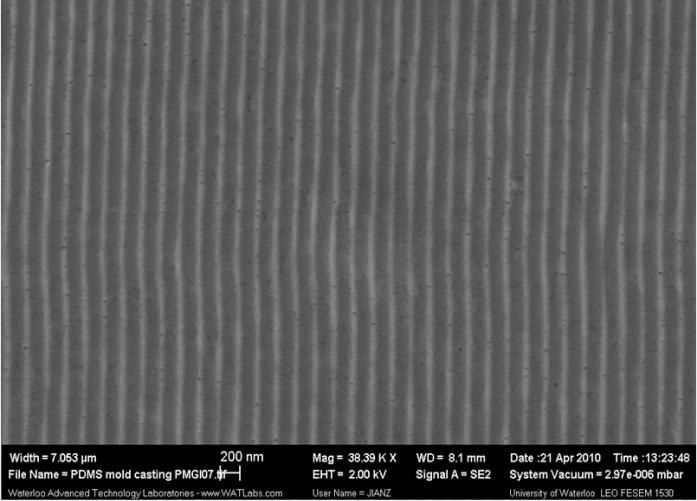 Width = 7.053 µm 200 nm Mag = 38.39 K X WD = 8.1 mm Date :21 Apr 2010 Time :13:23:48
File Name = PDMS mold casting PMGI07.tif EHT = 2.00 kV Signal A = SE2 System Vacuum = 2.97e-006 mbar
Waterloo Advanced Technology Laboratories - www.WATLabs.com User Name = JIANZ University of Waterloo LEO FESEM 1530